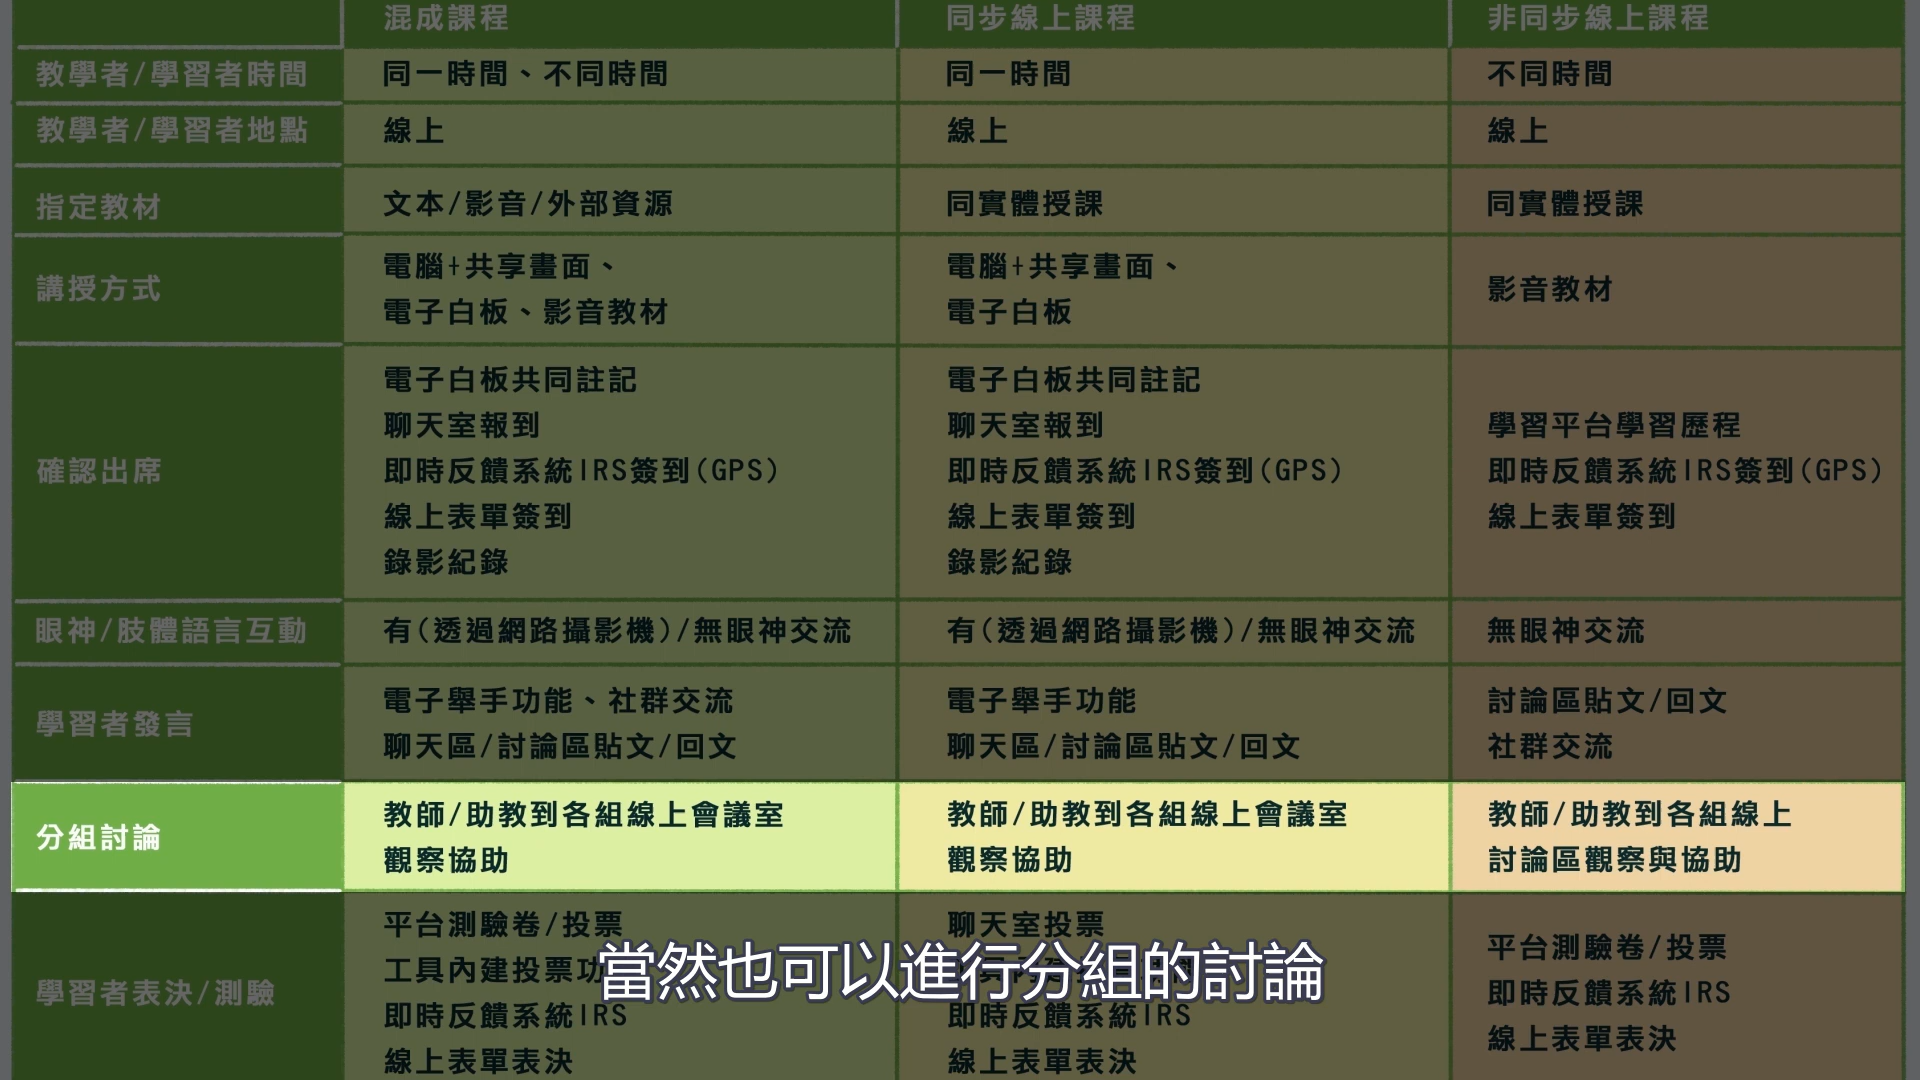 混成課程 同步線上課程 非同步線上課程
教學者/學習者時間 同一時間、不同時間 同一時間 不同時間
教學者/學習者地點 線上 線上 線上
指定教材 文本/影音/外部資源 同實體授課 同實體授課
講授方式
電腦+共享畫面、
電子白板、影音教材
電腦+共享畫面、
電子白板
影音教材
確認出席
電子白板共同註記
聊天室報到
即時反饋系統IRS簽到(GPS)
線上表單簽到
錄影紀錄
電子白板共同註記
聊天室報到
即時反饋系統IRS簽到(GPS)
線上表單簽到
錄影紀錄
學習平台學習歷程
即時反饋系統IRS簽到(GPS)
線上表單簽到
眼神/肢體語言互動 有(透過網路攝影機)/無眼神交流 有(透過網路攝影機)/無眼神交流 無眼神交流
學習者發言
電子舉手功能、社群交流
聊天區/討論區貼文/回文
電子舉手功能
聊天區/討論區貼文/回文
討論區貼文/回文
社群交流
分組討論
教師/助教到各組線上會議室
觀察協助
教師/助教到各組線上會議室
觀察協助
教師/助教到各組線上
討論區觀察與協助
學習者表決/測驗
平台測驗卷/投票
工具內建投票功
即時反饋系統IRS
線上表單表決
聊天室投票
即時反饋系統IRS
線上表單表決
平台測驗卷/投票
即時反饋系統IRS
線上表單表決
當然也可以進行分組的討論